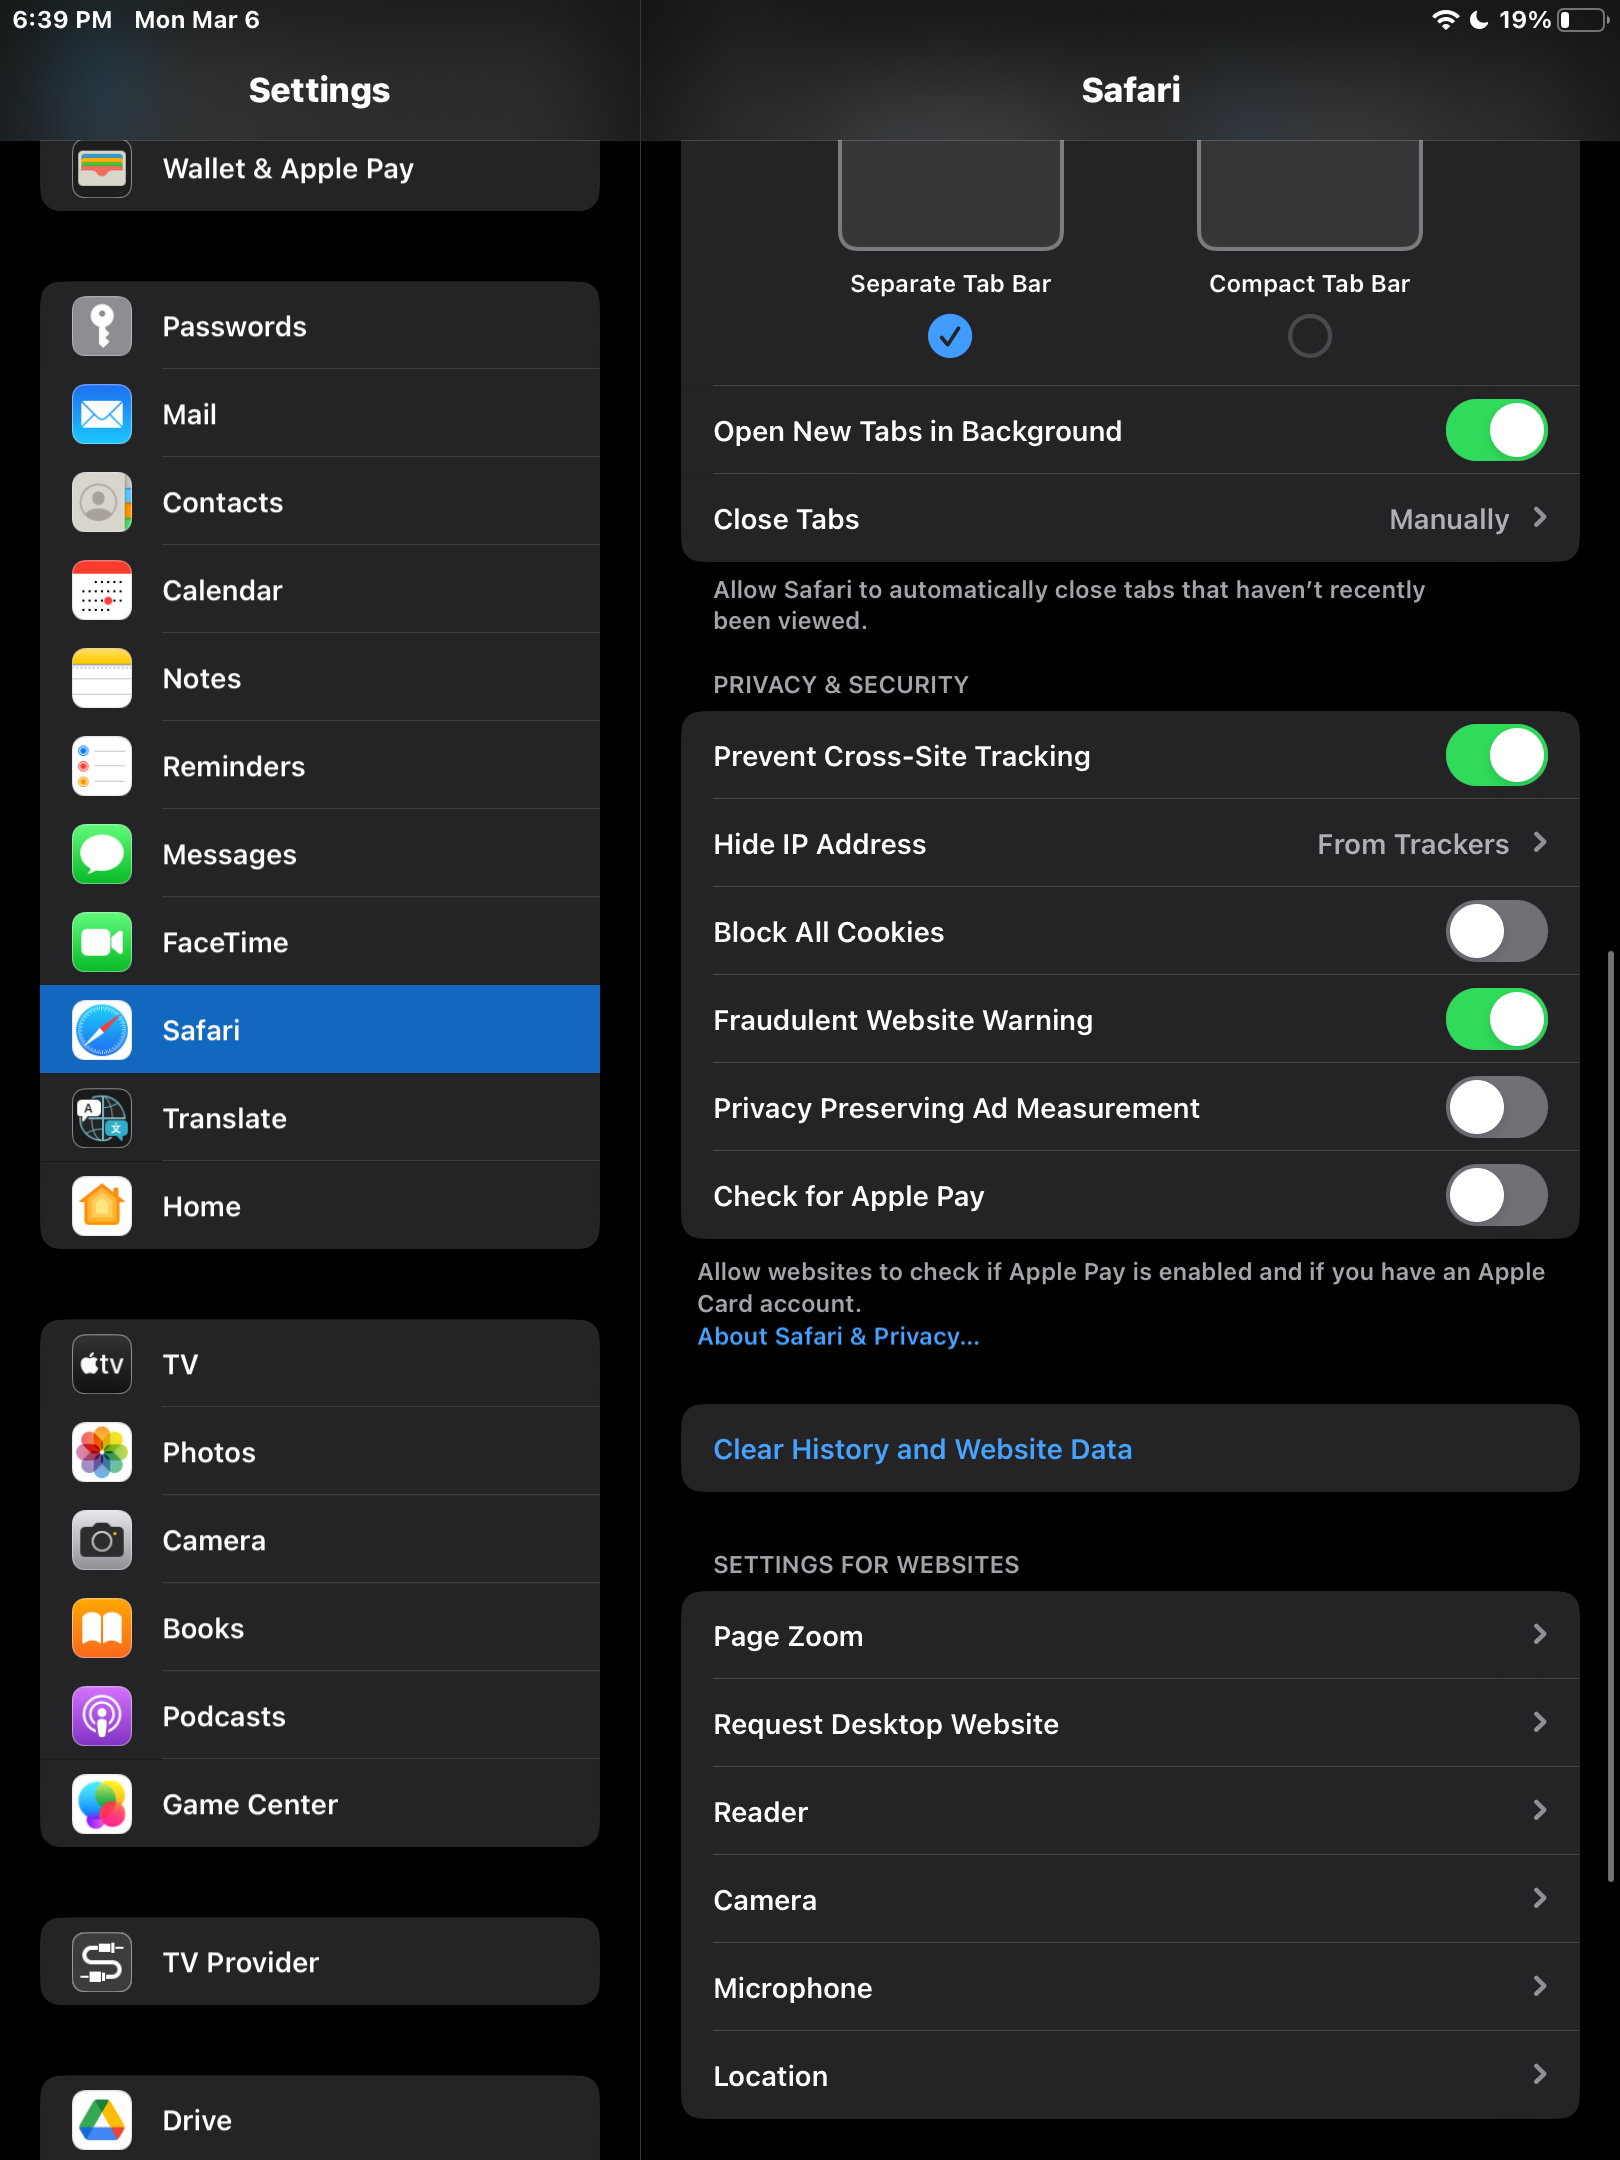 6:39 PM Mon Mar 6
19%
Settings
Wallet & Apple Pay
Passwords
Mail
Contacts
Calendar
Notes
Reminders
Messages
FaceTime
Safari
A
文
Translate
Home
tv
TV
Photos
Camera
Books
Podcasts
Game Center
TV Provider
Drive
Safari
Separate Tab Bar
Compact Tab Bar
Open New Tabs in Background
Close Tabs Manually
Allow Safari to automatically close tabs that haven’t recently
been viewed.
PRIVACY & SECURITY
Prevent Cross-Site Tracking
Hide IP Address From Trackers
Block All Cookies
Fraudulent Website Warning
Privacy Preserving Ad Measurement
Check for Apple Pay
Allow websites to check if Apple Pay is enabled and if you have an Apple
Card account.
About Safari & Privacy...
Clear History and Website Data
SETTINGS FOR WEBSITES
Page Zoom
Request Desktop Website
Reader
Camera
Microphone
Location